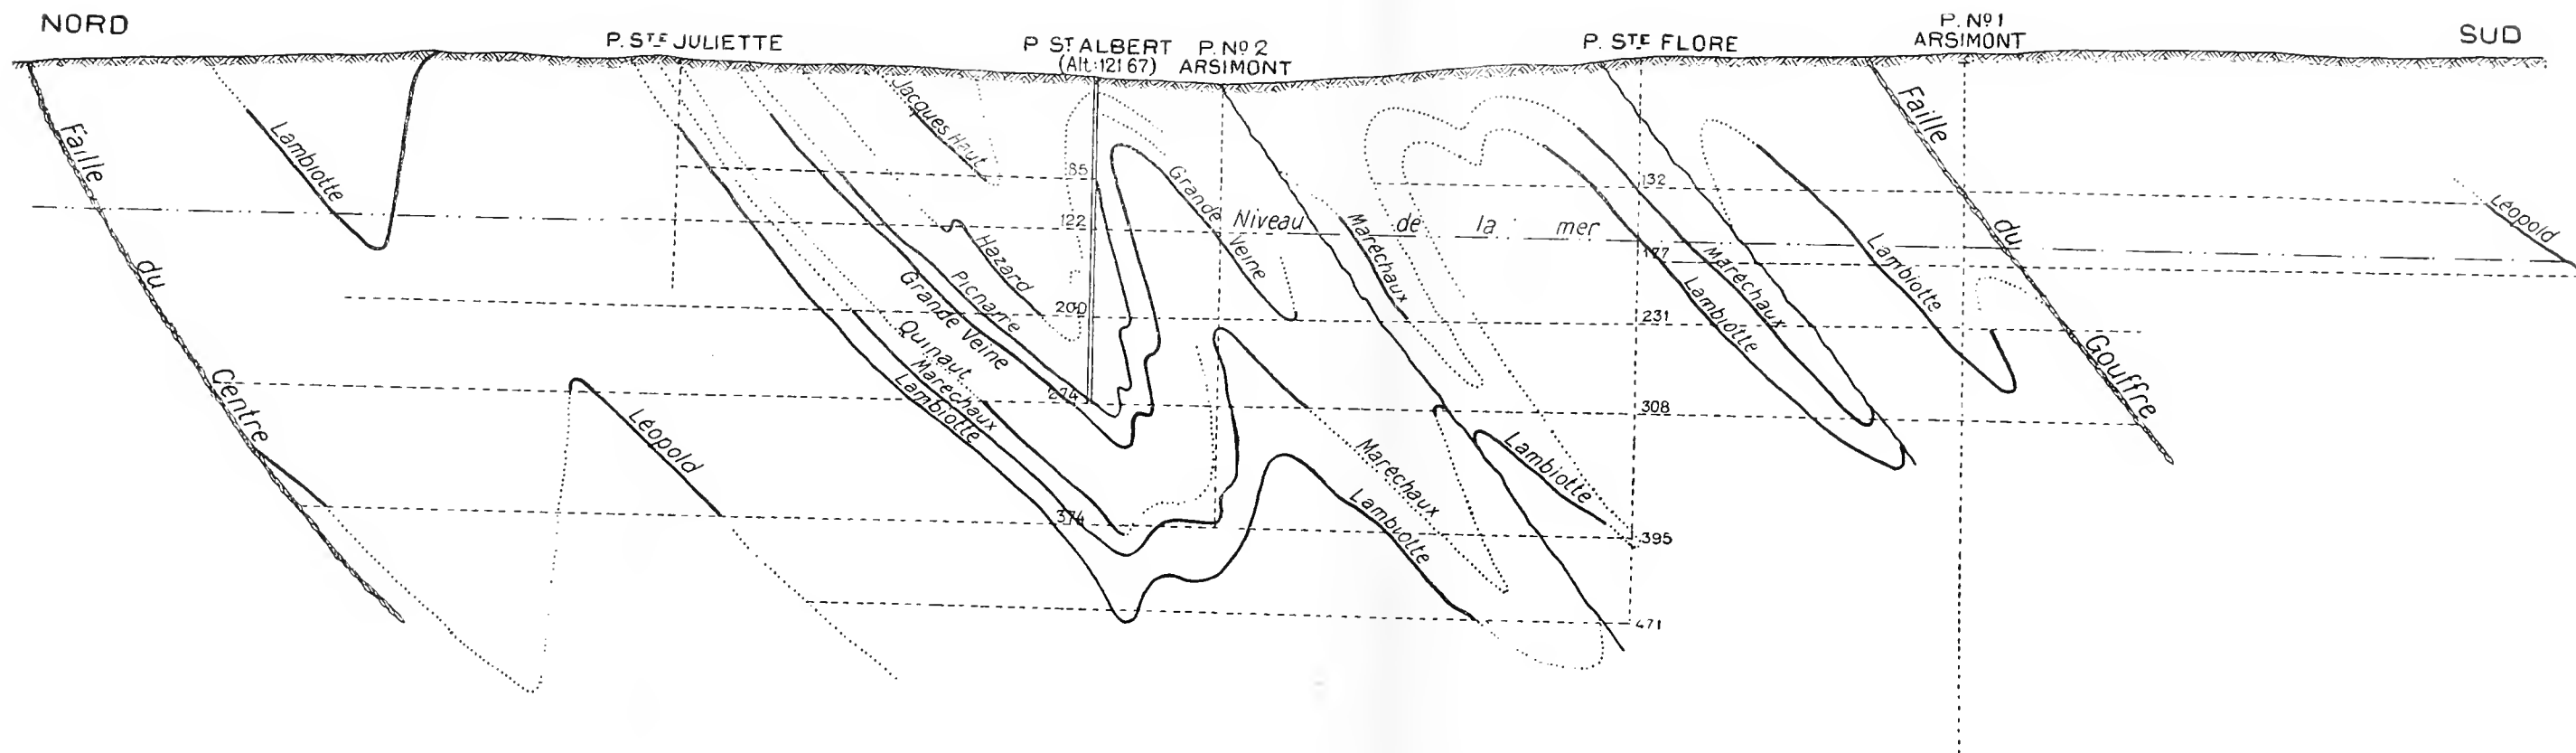 NORD
P. STE JULIETTE
P ST ALBERT
(Alt: 121 67)
P. No 2
ARSIMONT
P. STE FLORE
P. No 1
ARSIMONT
SUD
Faille
du
Centre
Lambiotte
Léopold
Jacques Haut
Hazard
Picnarre
Grande Veine
Quinaut
Maréchaux
Lambiotte
85
122
200
274
374
Grande
Veine
Niveau de la mer
Maréchaux
Maréchaux
Lambiotte
Lambiotte
132
177
231
308
395
471
Maréchaux
Lambiotte
Lambiotte
Faille
du
Gouffre
Léopold